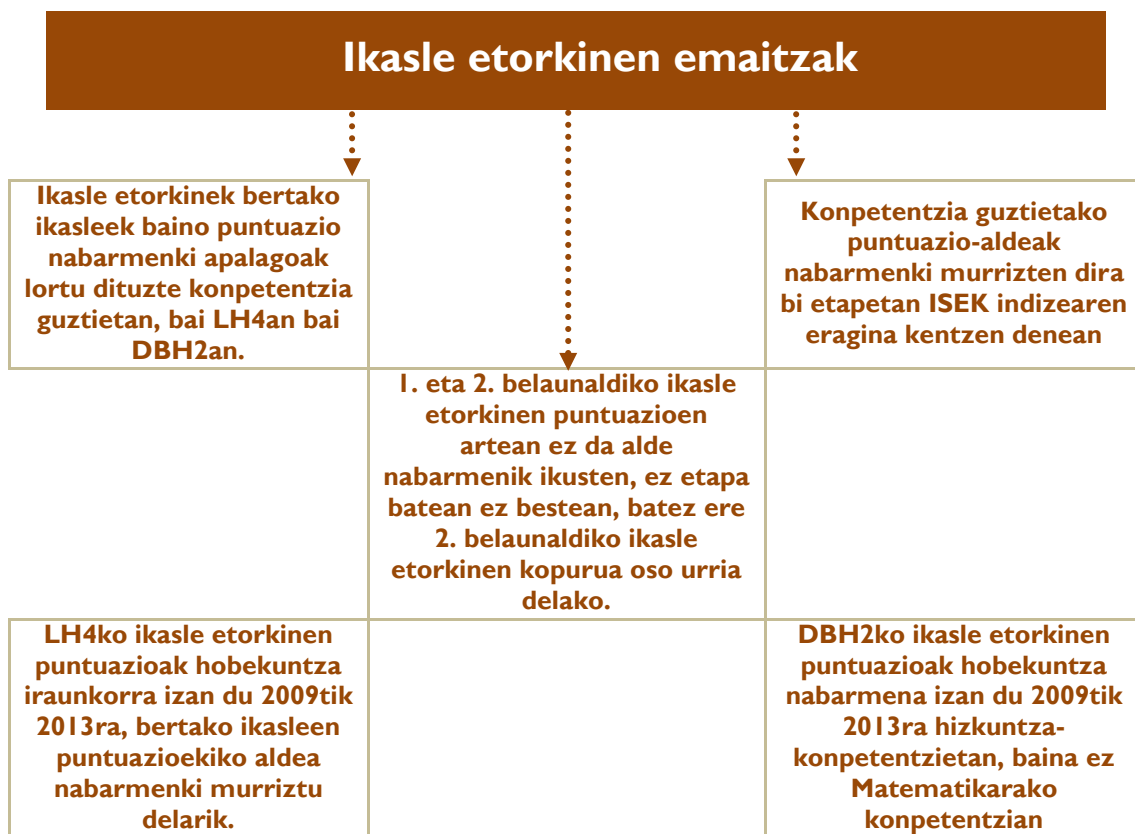 Ikasle etorkinen emaitzak
Ikasle etorkinek bertako
ikasleek baino puntuazio
nabarmenki apalagoak
lortu dituzte konpetentzia
guztietan, bai LH4an bai
DBH2an.
Konpetentzia guztietako
puntuazio-aldeak
nabarmenki murrizten dira
bi etapetan ISEK indizearen
eragina kentzen denean
1. eta 2. belaunaldiko ikasle
etorkinen puntuazioen
artean ez da alde
nabarmenik ikusten, ez etapa
batean ez bestean, batez ere
2. belaunaldiko ikasle
etorkinen kopurua oso urria
delako.
LH4ko ikasle etorkinen
puntuazioak hobekuntza
iraunkorra izan du 2009tik
2013ra, bertako ikasleen
puntuazioekiko aldea
nabarmenki murriztu
delarik.
DBH2ko ikasle etorkinen
puntuazioak hobekuntza
nabarmena izan du 2009tik
2013ra hizkuntza-
konpetentzietan, baina ez
Matematikarako
konpetentzian